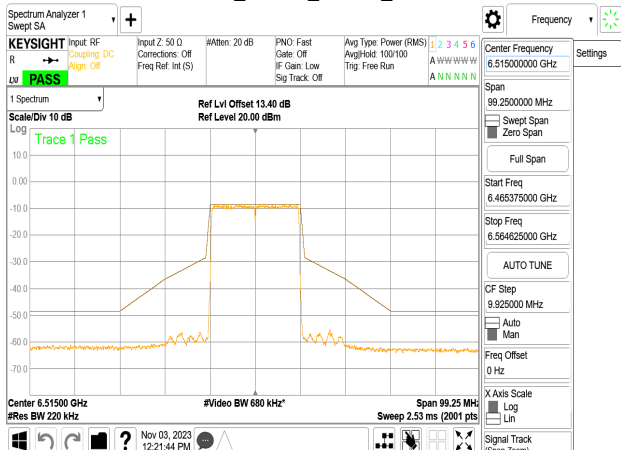 Spectrum Analyzer 1
Swept SA
Frequency
Settings
KEYSIGHT
R
LXI
PASS
Input: RF
Coupling: DC
Align: Off
Input Z: 50 Ω
Corrections: Off
Freq Ref: Int (S)
#Atten: 20 dB
PNO: Fast
Gate: Off
IF Gain: Low
Sig Track: Off
Avg Type: Power (RMS)
Avg|Hold: 100/100
Trig: Free Run
1 2 3 4 5 6
A W W W W W
A N N N N N
1 Spectrum
Scale/Div 10 dB
Ref Lvl Offset 13.40 dB
Ref Level 20.00 dBm
Log
Trace 1 Pass
10.0
0.00
-10.0
-20.0
-30.0
-40.0
-50.0
-60.0
-70.0
Center 6.51500 GHz
#Res BW 220 kHz
#Video BW 680 kHz*
Span 99.25 MHz
Sweep 2.53 ms (2001 pts
Center Frequency
6.515000000 GHz
Span
99.2500000 MHz
Swept Span
Zero Span
Full Span
Start Freq
6.465375000 GHz
Stop Freq
6.564625000 GHz
AUTO TUNE
CF Step
9.925000 MHz
Auto
Man
Freq Offset
0 Hz
X Axis Scale
Log
Lin
Signal Track
(Span Zoom)
?
Nov 03, 2023
12:21:44 PM